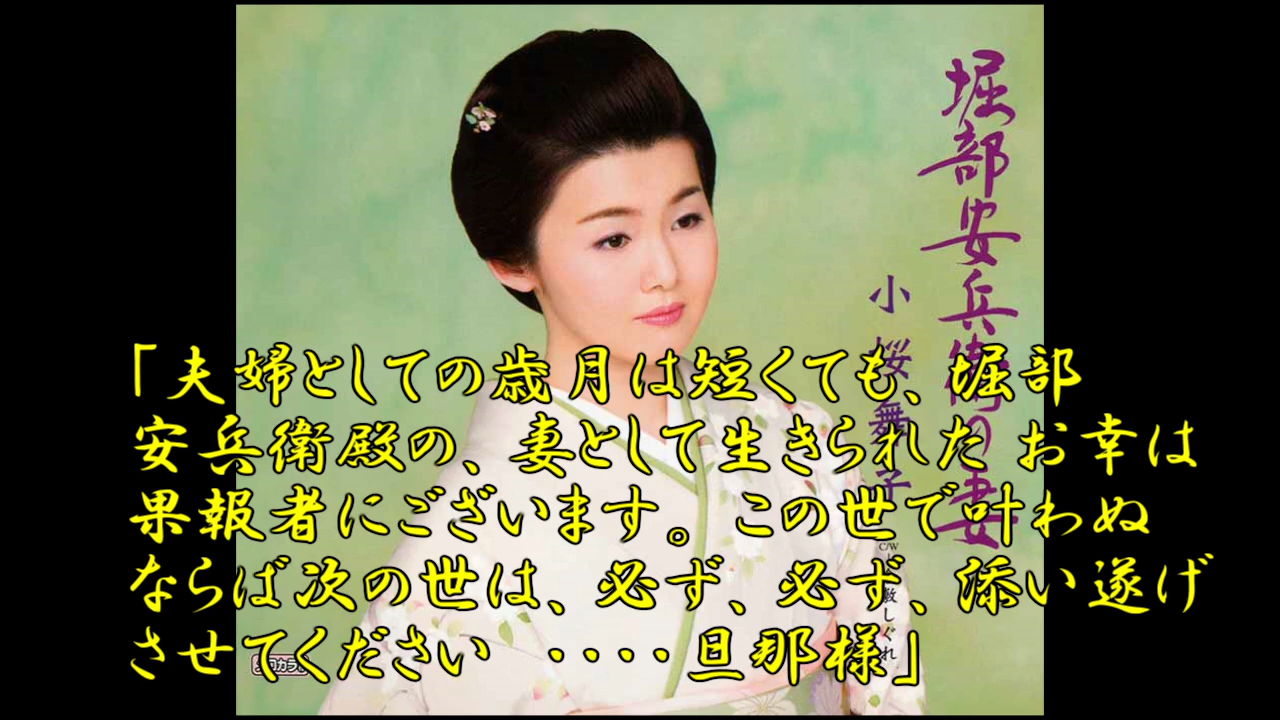 堀部安兵衛の妻
小桜舞子
「夫婦としての歳月は短くても、堀部
安兵衛殿の、妻として生きられた お幸は
果報者にございます。この世で叶わぬ
ならば次の世は、必ず、必ず、添い遂げ
させてください ････旦那様」
C/W
しぐれ